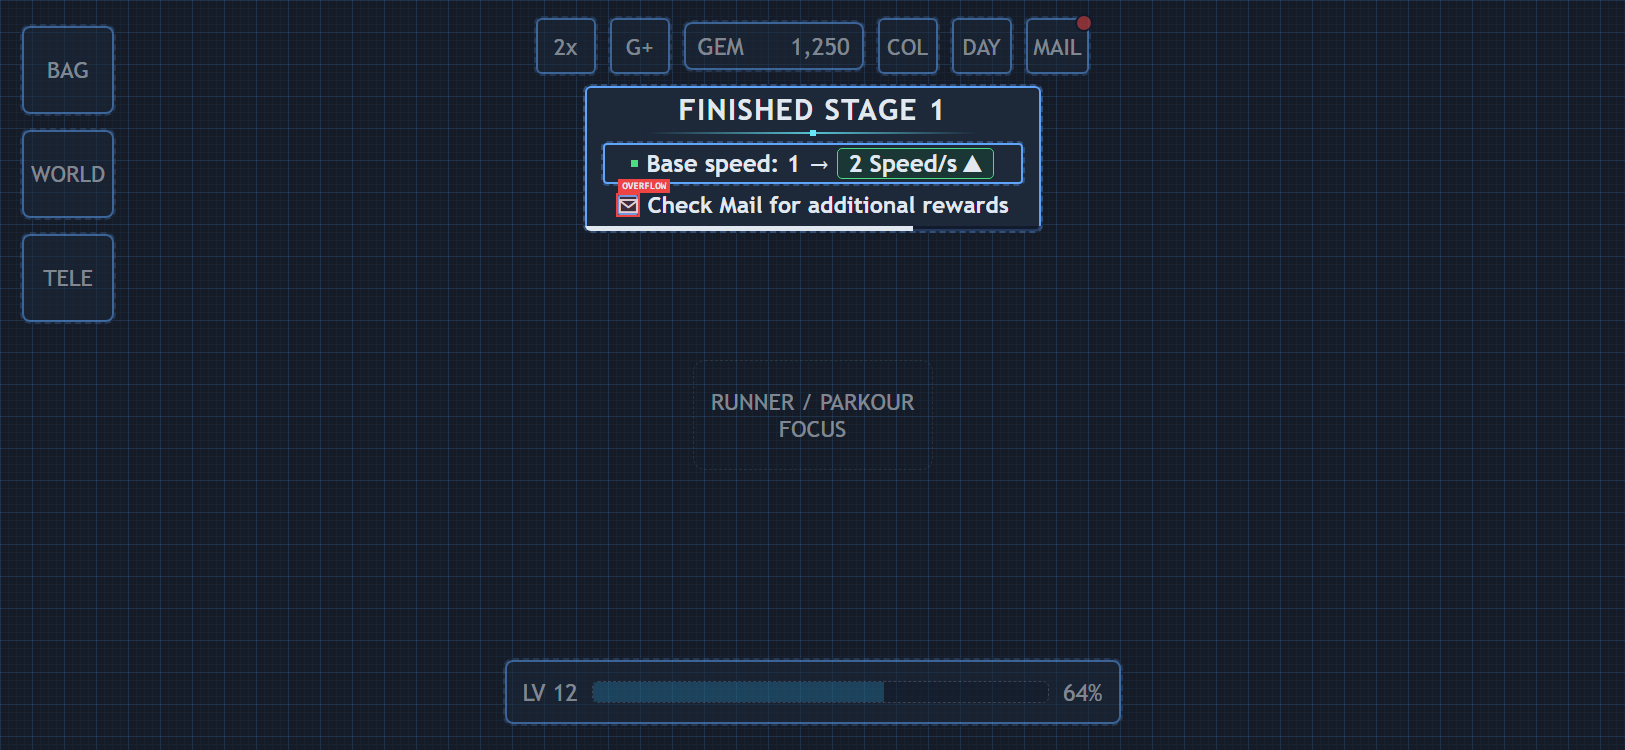 BAG
WORLD
TELE
2x
G+
GEM 1,250
COL
DAY
MAIL
FINISHED STAGE 1
Base speed: 1 → 2 Speed/s ▲
OVERFLOW
Check Mail for additional rewards
RUNNER / PARKOUR
FOCUS
LV 12
64%